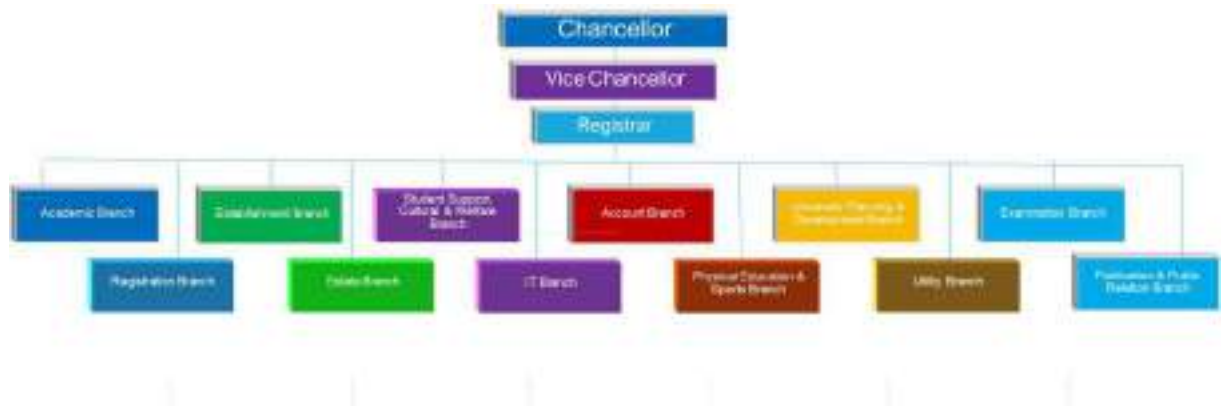 Chancellor
Vice Chancellor
Registrar
Academic Branch
Establishment Branch
Student Support,
Cultural & Welfare
Branch
Account Branch
University Planning &
Development Branch
Examination Branch
Registration Branch
Estate Branch
IT Branch
Physical Education &
Sports Branch
Utility Branch
Publication & Public
Relation Branch